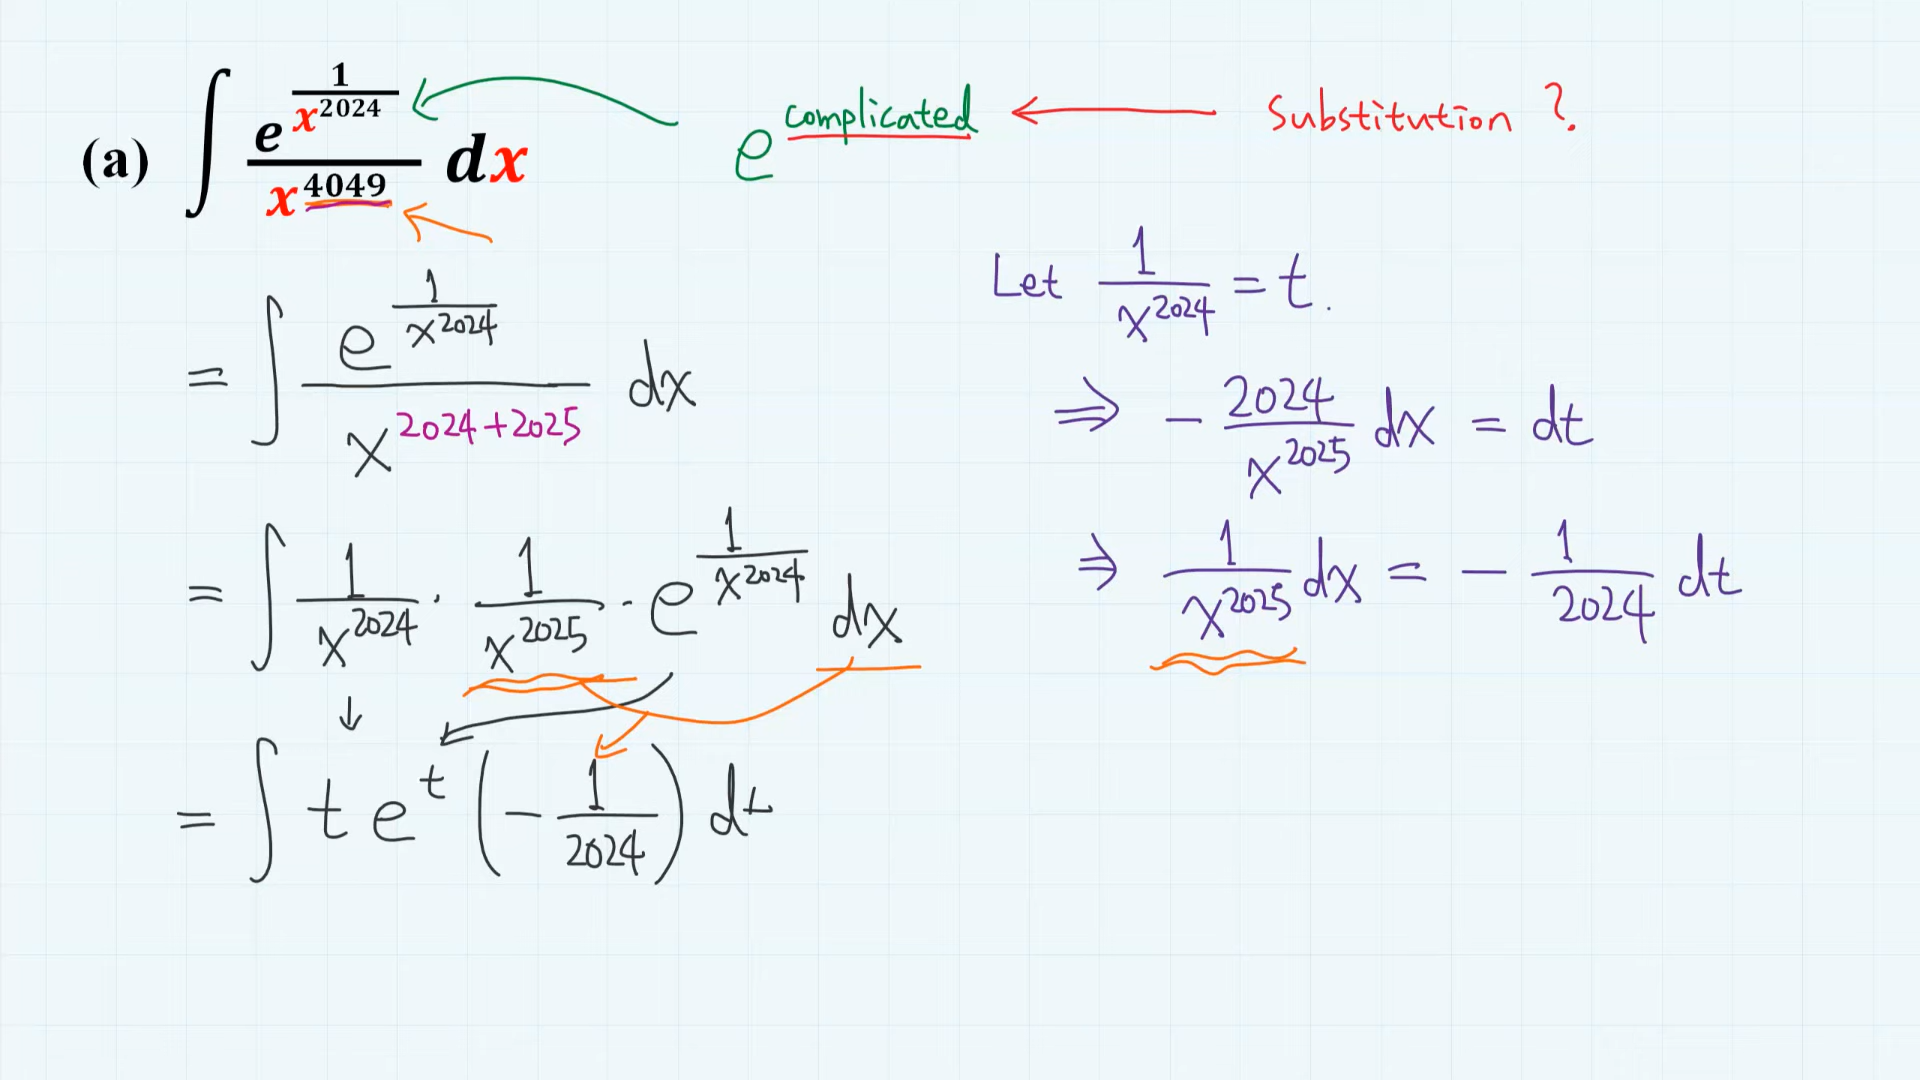 (a) ∫ e^(1/x^2024) / x^4049 dx
e^complicated ← Substitution ?
= ∫ e^(1/x^2024) / x^(2024+2025) dx
= ∫ 1/x^2024 · 1/x^2025 · e^(1/x^2024) dx
= ∫ t e^t (-1/2024) dt
Let 1/x^2024 = t.
⇒ -2024/x^2025 dx = dt
⇒ 1/x^2025 dx = -1/2024 dt